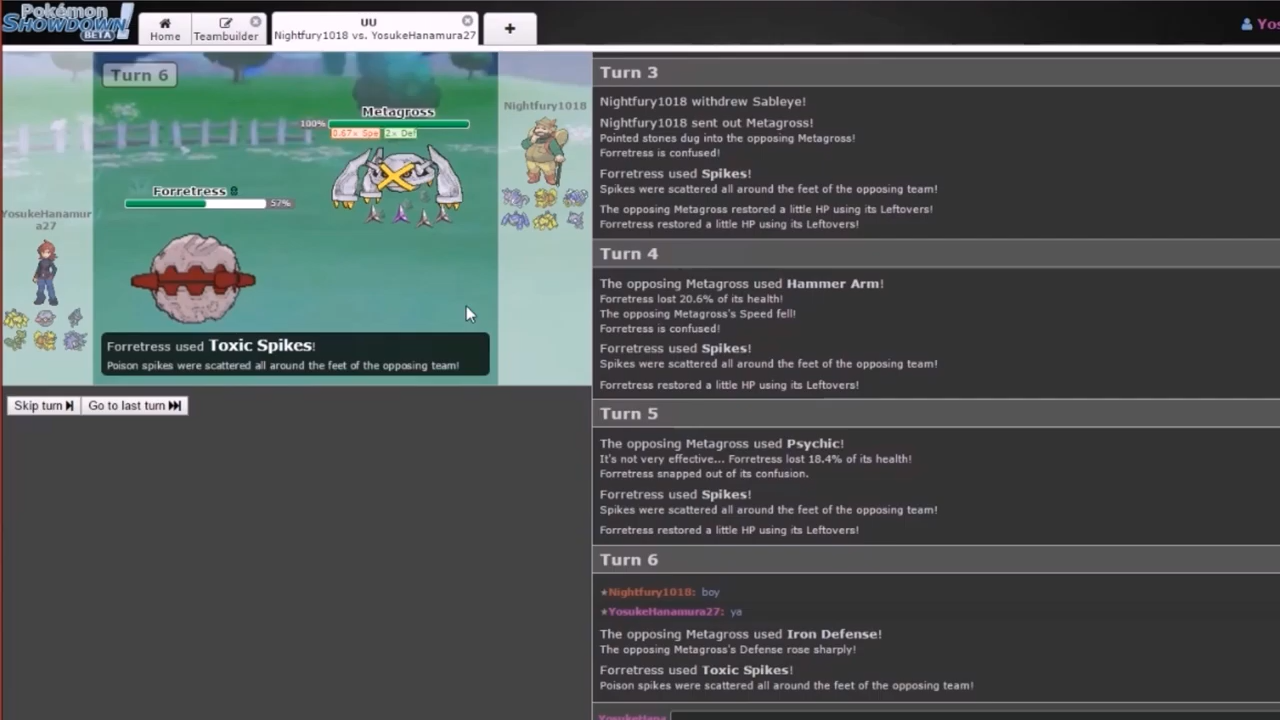 Pokémon
SHOWDOWN!
BETA
Home
Teambuilder
UU
Nightfury1018 vs. YosukeHanamura27
+
Yos
Turn 6
Metagross
100%
0.67× Spe 2× Def
Nightfury1018
Forretress
57%
YosukeHanamur
a27
Forretress used Toxic Spikes!
Poison spikes were scattered all around the feet of the opposing team!
Skip turn
Go to last turn
Turn 3
Nightfury1018 withdrew Sableye!
Nightfury1018 sent out Metagross!
Pointed stones dug into the opposing Metagross!
Forretress is confused!
Forretress used Spikes!
Spikes were scattered all around the feet of the opposing team!
The opposing Metagross restored a little HP using its Leftovers!
Forretress restored a little HP using its Leftovers!
Turn 4
The opposing Metagross used Hammer Arm!
Forretress lost 20.6% of its health!
The opposing Metagross's Speed fell!
Forretress is confused!
Forretress used Spikes!
Spikes were scattered all around the feet of the opposing team!
Forretress restored a little HP using its Leftovers!
Turn 5
The opposing Metagross used Psychic!
It's not very effective... Forretress lost 18.4% of its health!
Forretress snapped out of its confusion.
Forretress used Spikes!
Spikes were scattered all around the feet of the opposing team!
Forretress restored a little HP using its Leftovers!
Turn 6
★Nightfury1018: boy
★YosukeHanamura27: ya
The opposing Metagross used Iron Defense!
The opposing Metagross's Defense rose sharply!
Forretress used Toxic Spikes!
Poison spikes were scattered all around the feet of the opposing team!
YosukeHana